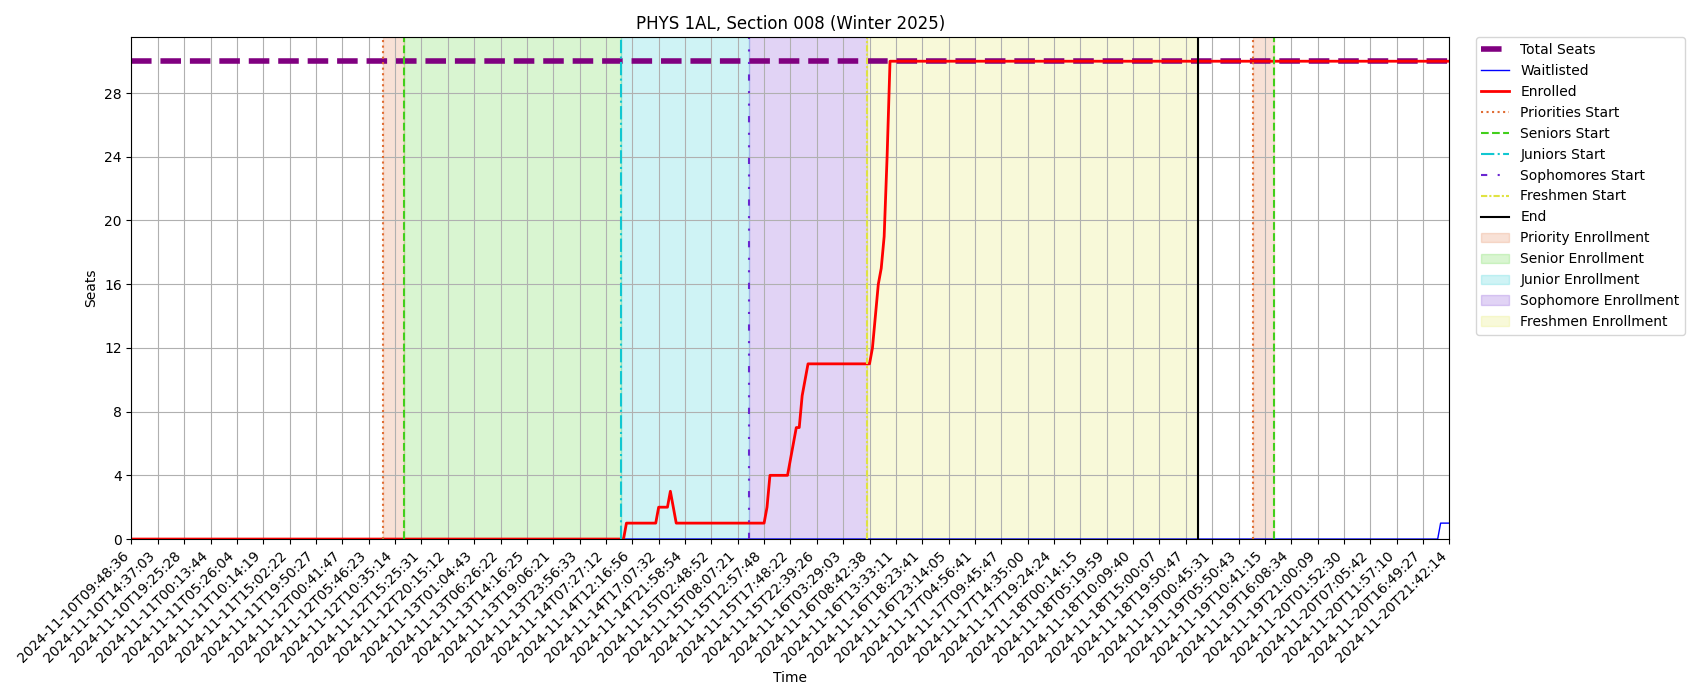 PHYS 1AL, Section 008 (Winter 2025)
Seats
28
24
20
16
12
8
4
0
2024-11-10T09:48:36
2024-11-10T14:37:03
2024-11-10T19:25:28
2024-11-11T00:13:44
2024-11-11T05:26:04
2024-11-11T10:14:19
2024-11-11T15:02:22
2024-11-11T19:50:27
2024-11-12T00:41:47
2024-11-12T05:46:23
2024-11-12T10:35:14
2024-11-12T15:25:31
2024-11-12T20:15:12
2024-11-13T01:04:43
2024-11-13T06:26:22
2024-11-13T14:16:25
2024-11-13T19:06:21
2024-11-13T23:56:33
2024-11-14T07:27:12
2024-11-14T12:16:56
2024-11-14T17:07:32
2024-11-14T21:58:54
2024-11-15T02:48:52
2024-11-15T08:07:21
2024-11-15T12:57:48
2024-11-15T17:48:22
2024-11-15T22:39:26
2024-11-16T03:29:03
2024-11-16T08:42:38
2024-11-16T13:33:11
2024-11-16T18:23:41
2024-11-16T23:14:05
2024-11-17T04:56:41
2024-11-17T09:45:47
2024-11-17T14:35:00
2024-11-17T19:24:24
2024-11-18T00:14:15
2024-11-18T05:19:59
2024-11-18T10:09:40
2024-11-18T15:00:07
2024-11-18T19:50:47
2024-11-19T00:45:31
2024-11-19T05:50:43
2024-11-19T10:41:15
2024-11-19T16:08:34
2024-11-19T21:00:09
2024-11-20T01:52:30
2024-11-20T07:05:42
2024-11-20T11:57:10
2024-11-20T16:49:27
2024-11-20T21:42:14
Time
Total Seats
Waitlisted
Enrolled
Priorities Start
Seniors Start
Juniors Start
Sophomores Start
Freshmen Start
End
Priority Enrollment
Senior Enrollment
Junior Enrollment
Sophomore Enrollment
Freshmen Enrollment